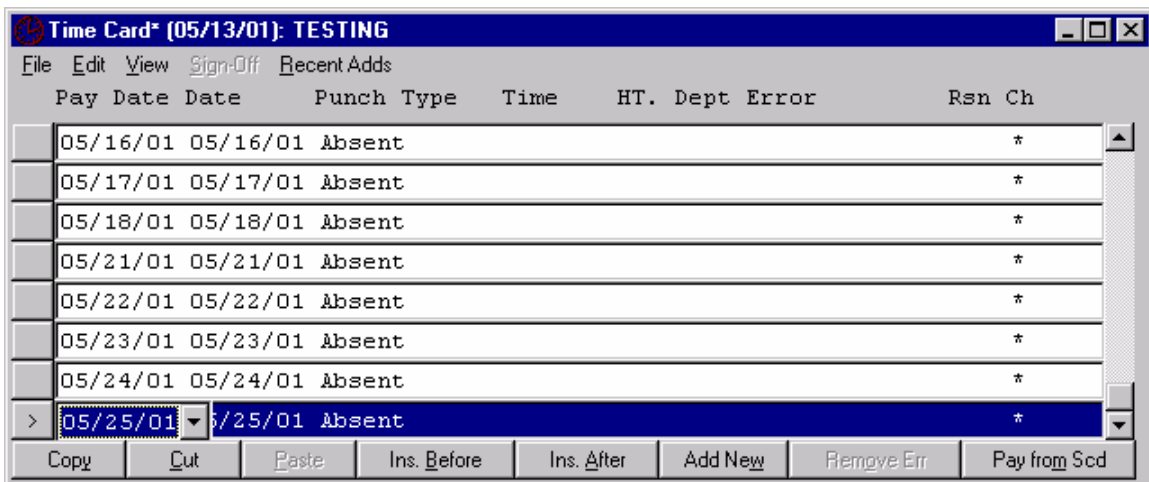 Time Card* (05/13/01): TESTING
File Edit View Sign-Off Recent Adds
Pay Date Date Punch Type Time HT. Dept Error Rsn Ch
05/16/01 05/16/01 Absent *
05/17/01 05/17/01 Absent *
05/18/01 05/18/01 Absent *
05/21/01 05/21/01 Absent *
05/22/01 05/22/01 Absent *
05/23/01 05/23/01 Absent *
05/24/01 05/24/01 Absent *
> 05/25/01 5/25/01 Absent *
Copy Cut Paste Ins. Before Ins. After Add New Remove Err Pay from Scd